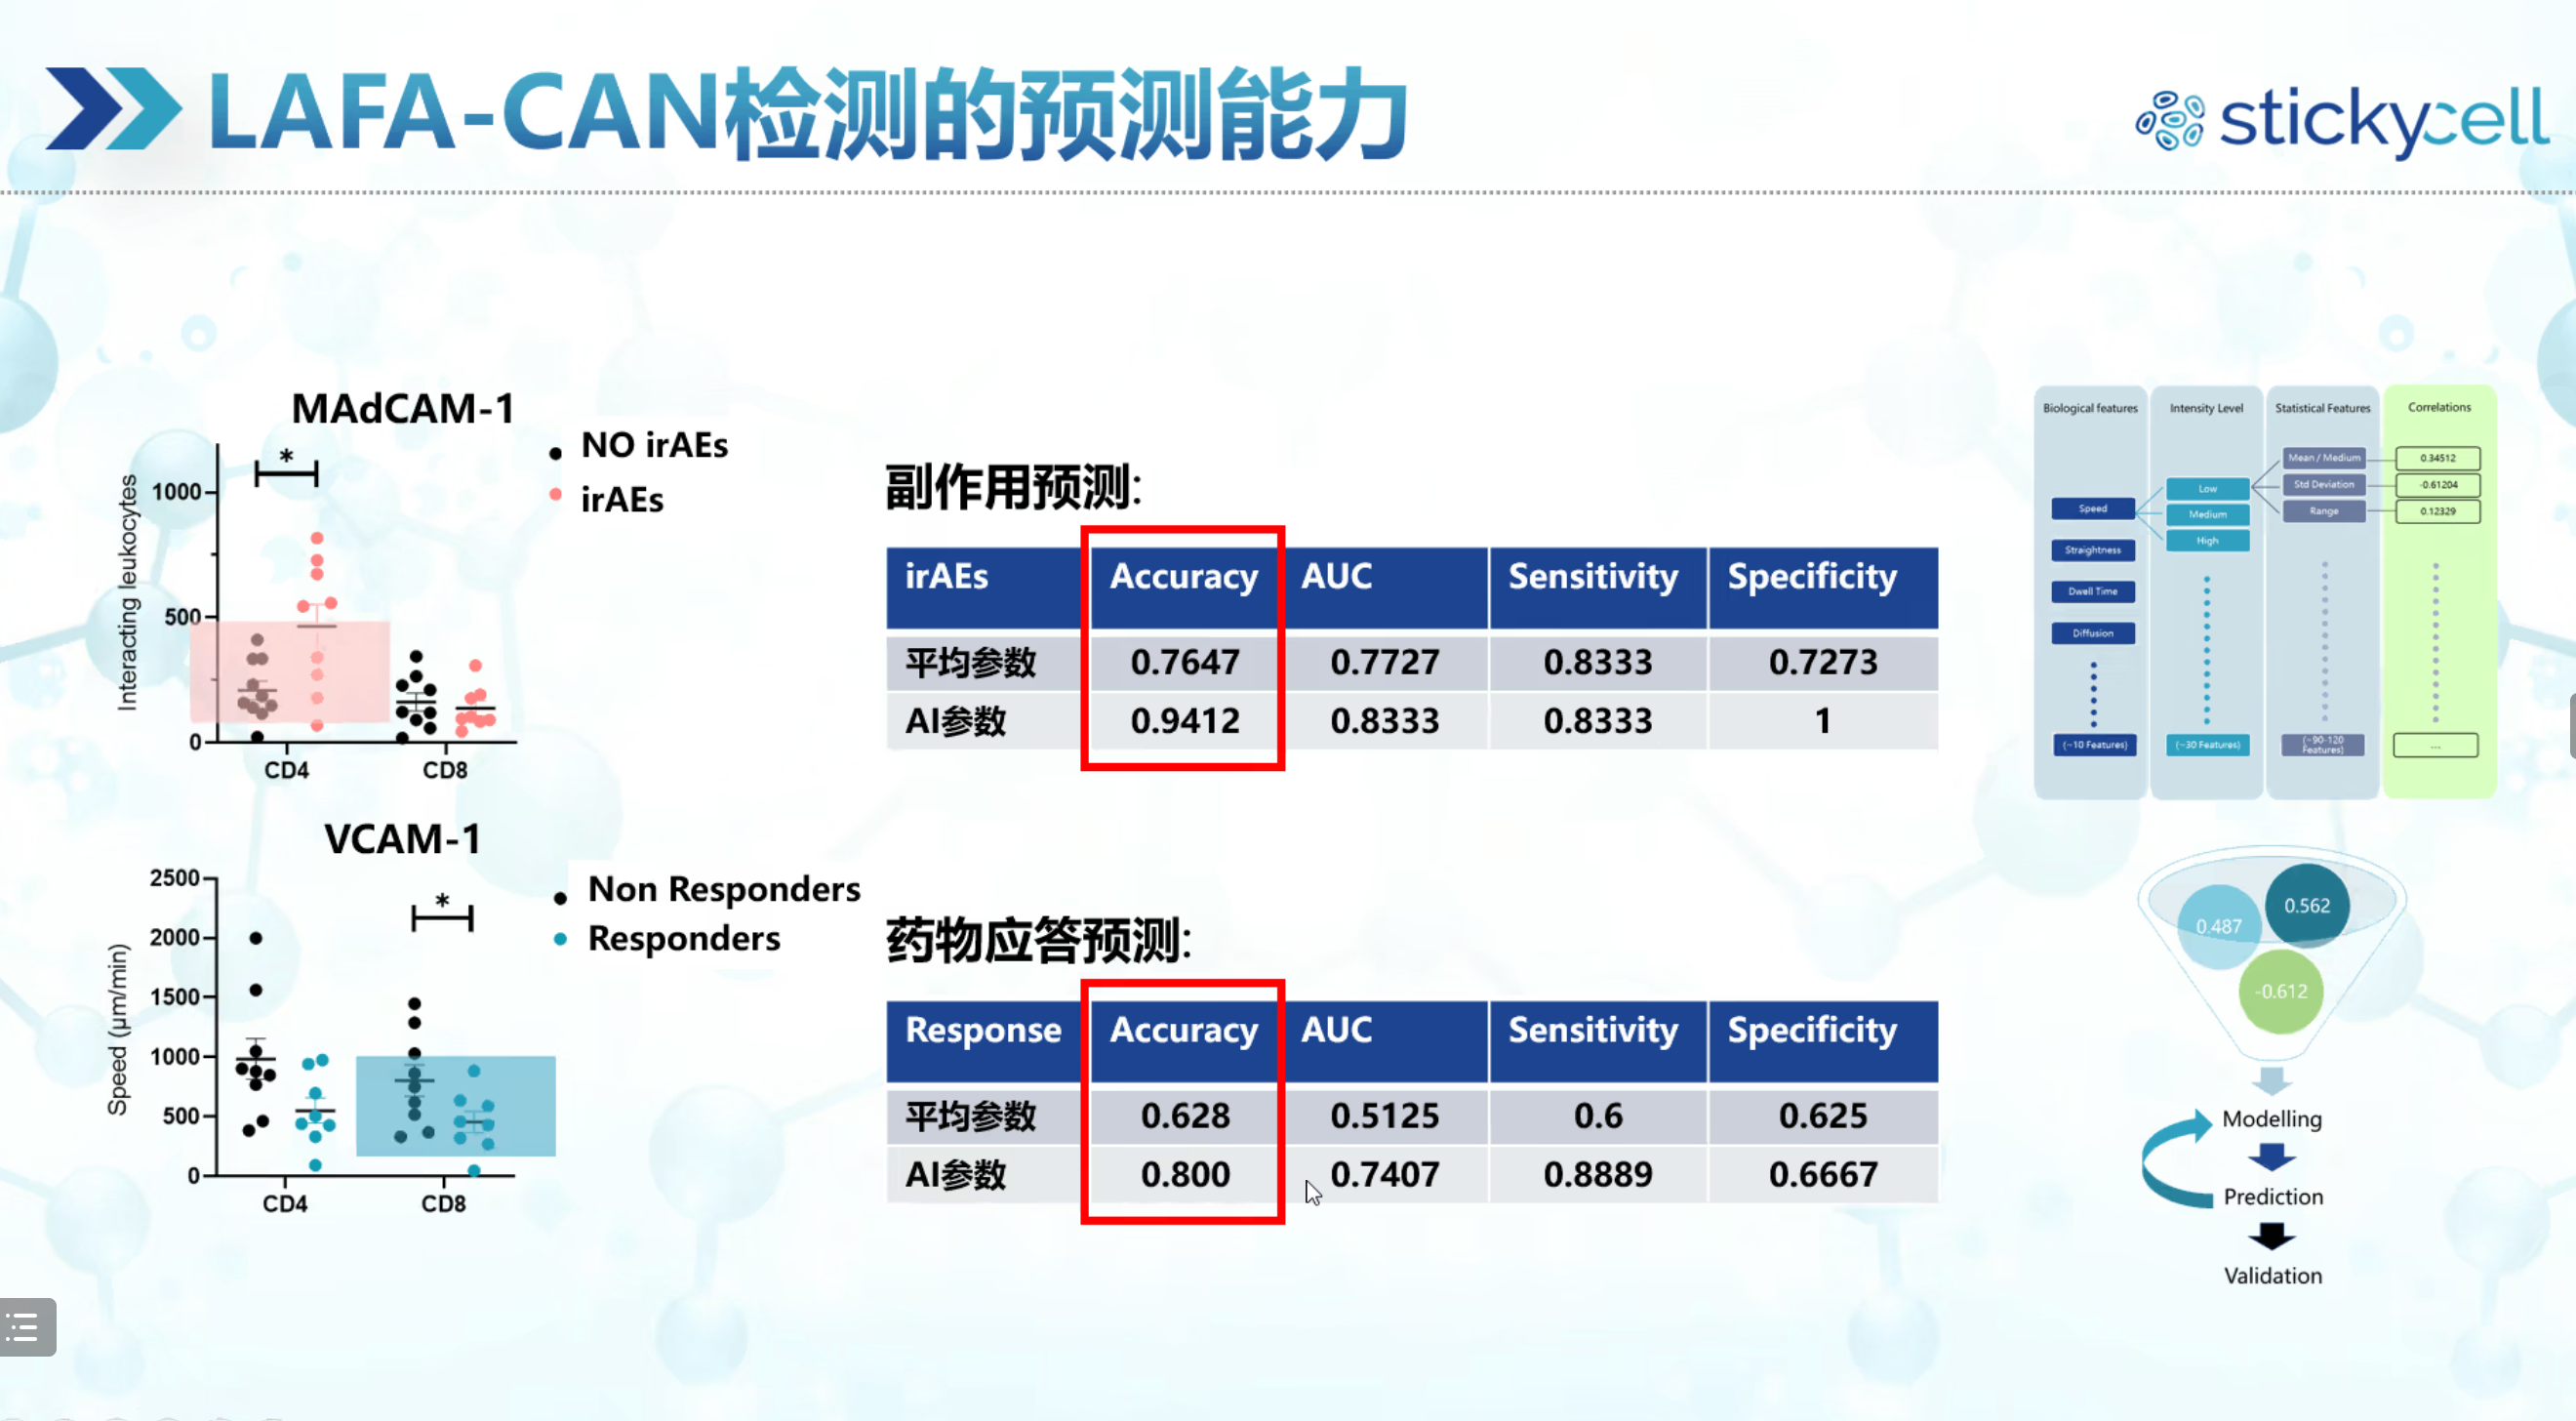 LAFA-CAN检测的预测能力
stickycell
MAdCAM-1
*
NO irAEs
irAEs
Interacting leukocytes
1000
500
0
CD4
CD8
VCAM-1
*
Non Responders
Responders
Speed (µm/min)
2500
2000
1500
1000
500
0
CD4
CD8
副作用预测:
irAEs Accuracy AUC Sensitivity Specificity
平均参数 0.7647 0.7727 0.8333 0.7273
AI参数 0.9412 0.8333 0.8333 1
药物应答预测:
Response Accuracy AUC Sensitivity Specificity
平均参数 0.628 0.5125 0.6 0.625
AI参数 0.800 0.7407 0.8889 0.6667
Biological features
Speed
Straightness
Dwell Time
Diffusion
(~10 Features)
Intensity Level
Low
Medium
High
(~30 Features)
Statistical Features
Mean / Medium
Std Deviation
Range
(~90-120
Features)
Correlations
0.34512
-0.61204
0.12329
...
0.487
0.562
-0.612
Modelling
Prediction
Validation